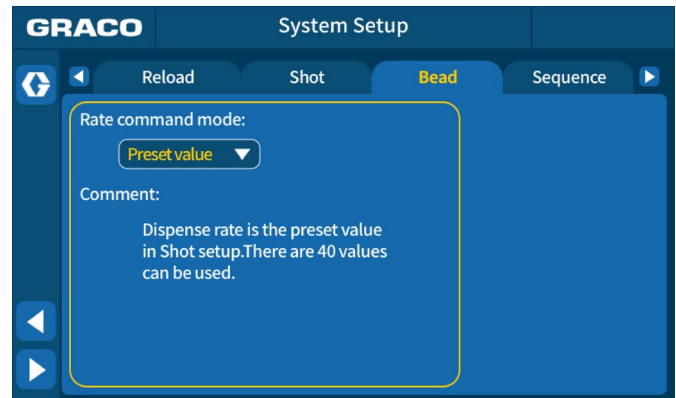 GRACO
System Setup
Reload
Shot
Bead
Sequence
Rate command mode:
Preset value
Comment:
Dispense rate is the preset value
in Shot setup.There are 40 values
can be used.